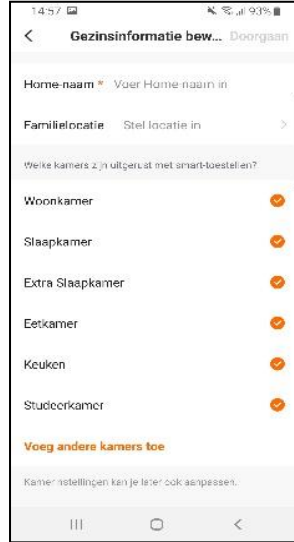 14:57 93%
Gezinsinformatie bew... Doorgaan
Home-naam * Voer Home-naam in
Familielocatie Stel locatie in
Welke kamers zijn uitgerust met smart-toestellen?
Woonkamer
Slaapkamer
Extra Slaapkamer
Eetkamer
Keuken
Studeerkamer
Voeg andere kamers toe
Kamerinstellingen kan je later ook aanpassen.